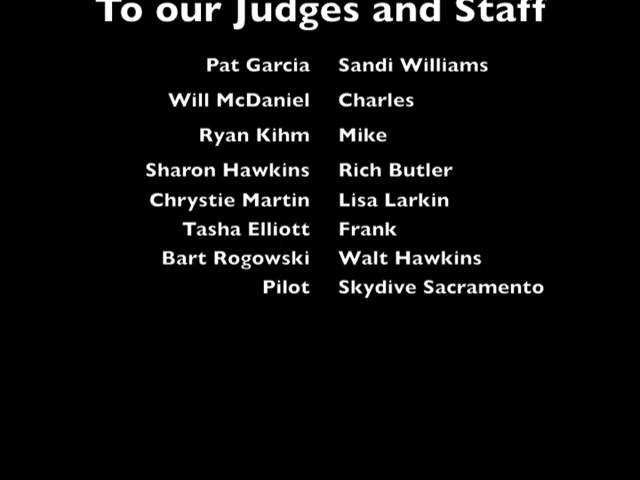 To our Judges and Staff
Pat Garcia Sandi Williams
Will McDaniel Charles
Ryan Kihm Mike
Sharon Hawkins Rich Butler
Chrystie Martin Lisa Larkin
Tasha Elliott Frank
Bart Rogowski Walt Hawkins
Pilot Skydive Sacramento